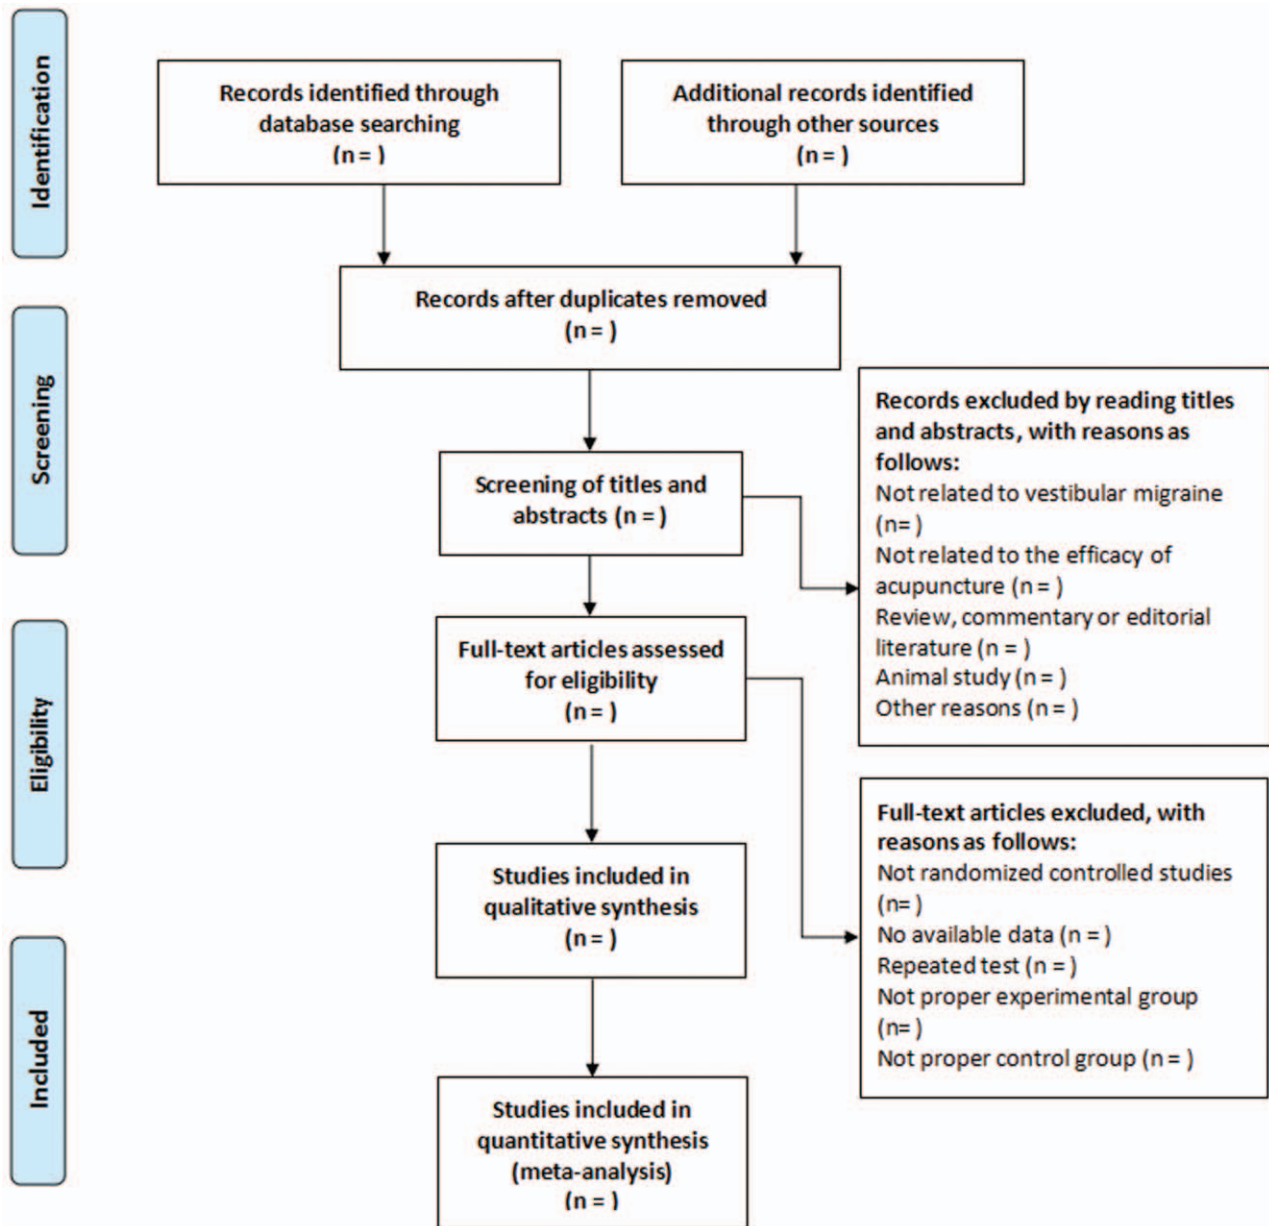 Identification
Records identified through
database searching
(n = )
Additional records identified
through other sources
(n = )
Records after duplicates removed
(n = )
Screening
Screening of titles and
abstracts (n = )
Records excluded by reading titles
and abstracts, with reasons as
follows:
Not related to vestibular migraine
(n= )
Not related to the efficacy of
acupuncture (n = )
Review, commentary or editorial
literature (n = )
Animal study (n = )
Other reasons (n = )
Eligibility
Full-text articles assessed
for eligibility
(n = )
Full-text articles excluded, with
reasons as follows:
Not randomized controlled studies
(n= )
No available data (n = )
Repeated test (n = )
Not proper experimental group
(n= )
Not proper control group (n = )
Studies included in
qualitative synthesis
(n = )
Included
Studies included in
quantitative synthesis
(meta-analysis)
(n = )